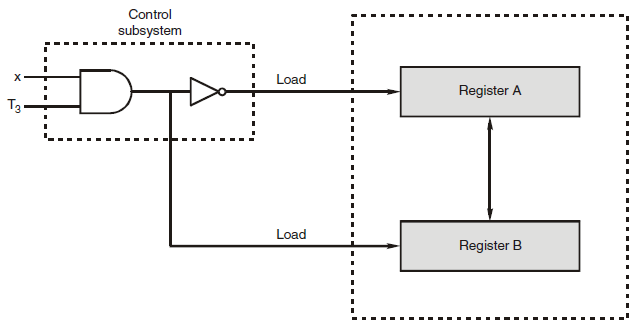 Control
subsystem
x
T3
Load
Register A
Load
Register B